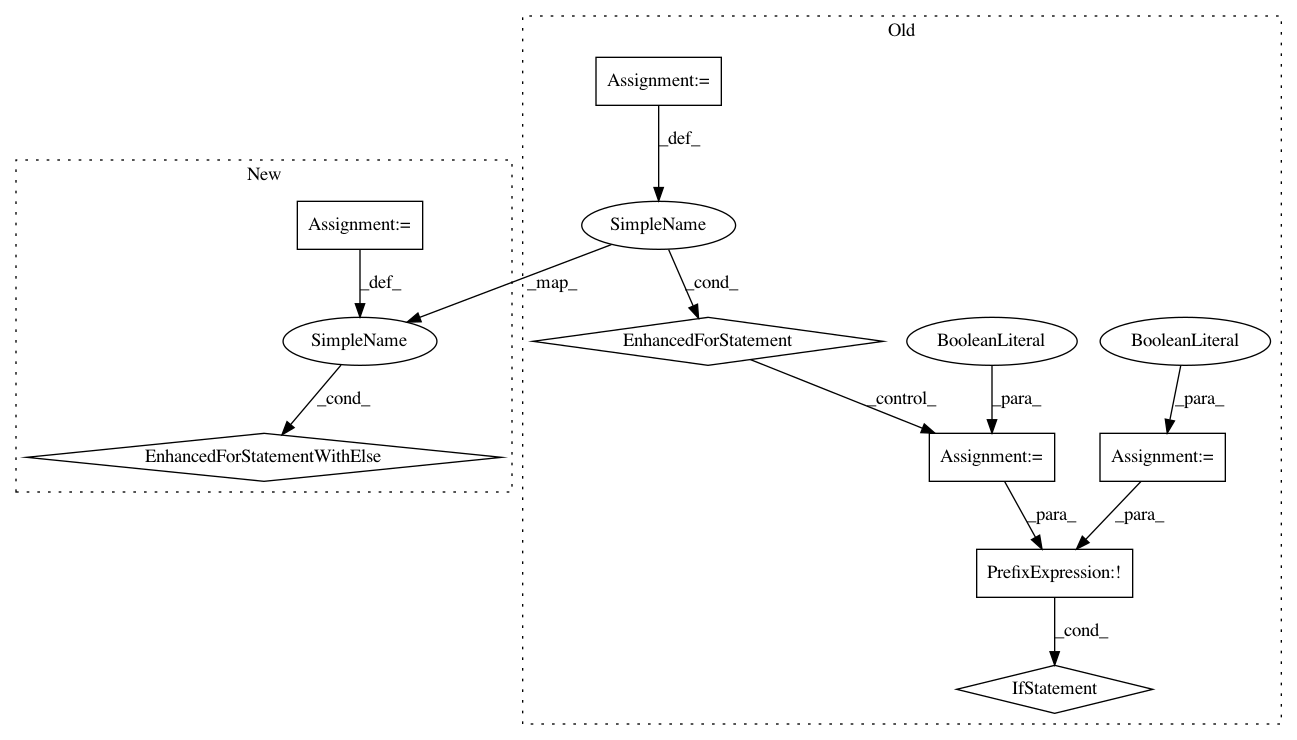 Old
Assignment:=
_def_
New
Assignment:=
SimpleName
_def_
_map_
_cond_
SimpleName
EnhancedForStatement
BooleanLiteral
BooleanLiteral
_cond_
_control_
_para_
_para_
EnhancedForStatementWithElse
Assignment:=
Assignment:=
_para_
_para_
PrefixExpression:!
_cond_
IfStatement